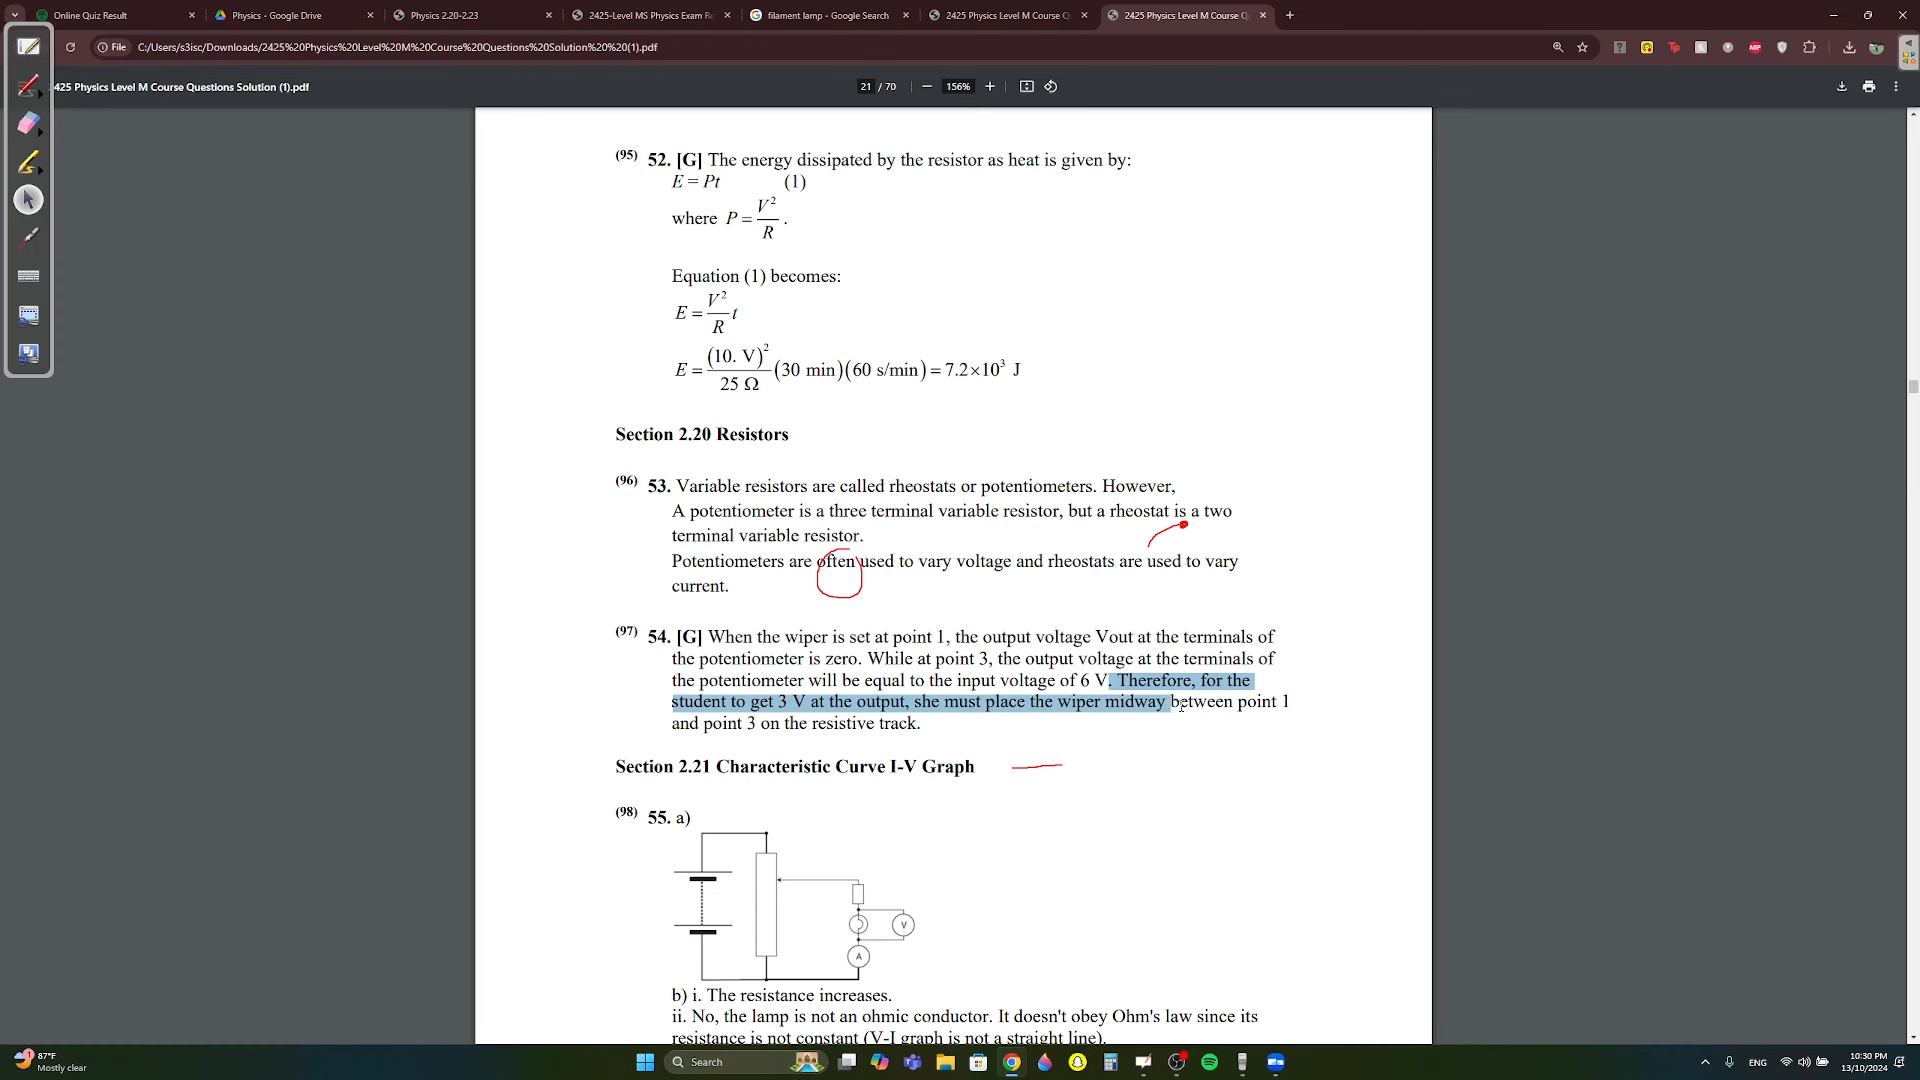 Online Quiz Result
Physics - Google Drive
Physics 2.20-2.23
2425-Level MS Physics Exam Re
filament lamp - Google Search
2425 Physics Level M Course Q
2425 Physics Level M Course Q
File
C:/Users/s3isc/Downloads/2425%20Physics%20Level%20M%20Course%20Questions%20Solution%20%20(1).pdf
425 Physics Level M Course Questions Solution (1).pdf
21 / 70
156%
(95) 52. [G] The energy dissipated by the resistor as heat is given by:
E = Pt (1)
where P = V²/R .
Equation (1) becomes:
E = V²/R t
E = (10. V)²/25 Ω (30 min)(60 s/min) = 7.2×10³ J
Section 2.20 Resistors
(96) 53. Variable resistors are called rheostats or potentiometers. However,
A potentiometer is a three terminal variable resistor, but a rheostat is a two
terminal variable resistor.
Potentiometers are often used to vary voltage and rheostats are used to vary
current.
(97) 54. [G] When the wiper is set at point 1, the output voltage Vout at the terminals of
the potentiometer is zero. While at point 3, the output voltage at the terminals of
the potentiometer will be equal to the input voltage of 6 V. Therefore, for the
student to get 3 V at the output, she must place the wiper midway between point 1
and point 3 on the resistive track.
Section 2.21 Characteristic Curve I-V Graph
(98) 55. a)
V
A
b) i. The resistance increases.
ii. No, the lamp is not an ohmic conductor. It doesn't obey Ohm's law since its
resistance is not constant (V-I graph is not a straight line).
87°F
Mostly clear
Search
ENG
10:30 PM
13/10/2024